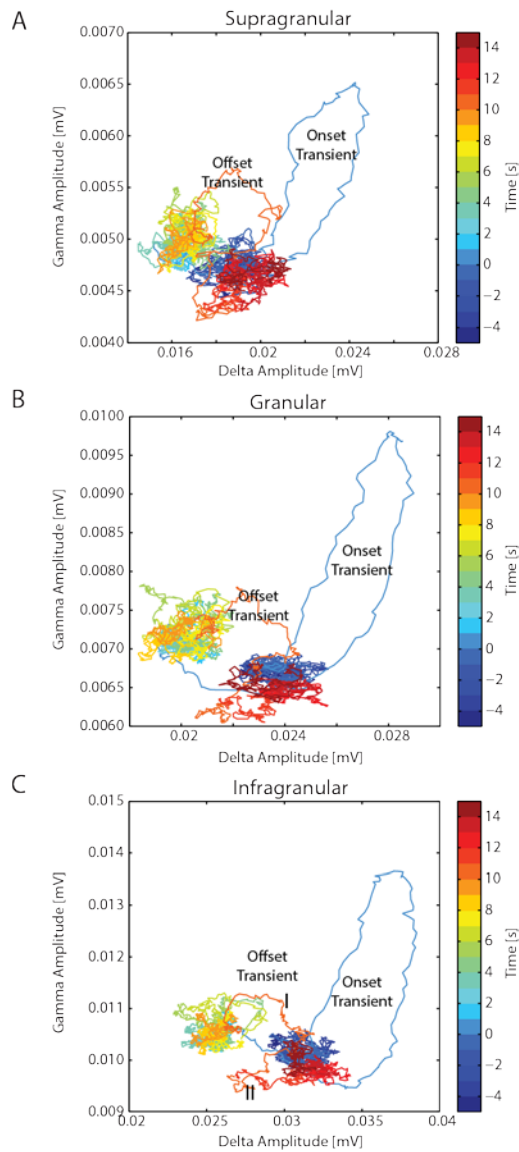 A
Supragranular
0.0070
0.0065
0.0060
0.0055
0.0050
0.0045
0.0040
Gamma Amplitude [mV]
Offset
Transient
Onset
Transient
0.016
0.02
0.024
0.028
Delta Amplitude [mV]
14
12
10
8
6
4
2
0
−2
−4
Time [s]
B
Granular
0.0100
0.0095
0.0090
0.0085
0.0080
0.0075
0.0070
0.0065
0.0060
Gamma Amplitude [mV]
Offset
Transient
Onset
Transient
0.02
0.024
0.028
Delta Amplitude [mV]
14
12
10
8
6
4
2
0
−2
−4
Time [s]
C
Infragranular
0.015
0.014
0.013
0.012
0.011
0.010
0.009
Gamma Amplitude [mV]
Offset
Transient
I
Onset
Transient
II
0.02
0.025
0.03
0.035
0.04
Delta Amplitude [mV]
14
12
10
8
6
4
2
0
−2
−4
Time [s]